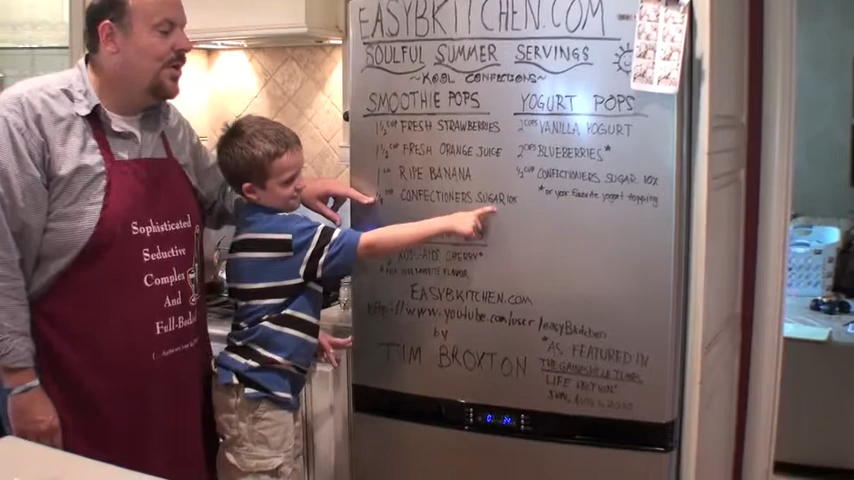 EASYBKITCHEN.COM
SOULFUL SUMMER SERVINGS
~KOOL CONFECTIONS~
SMOOTHIE POPS
1½ CUP FRESH STRAWBERRIES
1½ CUP FRESH ORANGE JUICE
1 RIPE BANANA
CONFECTIONERS SUGAR 10X
KOOL-AID® CHERRY*
FLAVOR
YOGURT POPS
2 CUPS VANILLA YOGURT
2 CUPS BLUEBERRIES *
½ CUP CONFECTIONERS SUGAR 10X
* or your favorite yogurt topping
EASYBKITCHEN.COM
http://www.youtube.com/user/easyBkitchen
by
TIM BROXTON
*AS FEATURED IN
THE GAINESVILLE TIMES
LIFE SECTION*
Sophisticated
Seductive
Complex
And